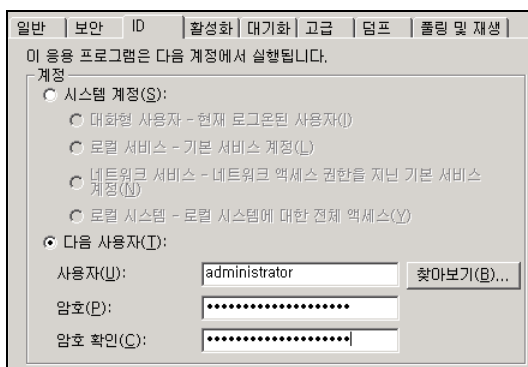 일반 보안 ID 활성화 대기화 고급 덤프 풀링 및 재생
이 응용 프로그램은 다음 계정에서 실행됩니다.
계정
시스템 계정(S):
대화형 사용자 - 현재 로그온된 사용자(I)
로컬 서비스 - 기본 서비스 계정(L)
네트워크 서비스 - 네트워크 액세스 권한을 지닌 기본 서비스
계정(N)
로컬 시스템 - 로컬 시스템에 대한 전체 액세스(Y)
다음 사용자(T):
사용자(U): administrator 찾아보기(B)...
암호(P): ●●●●●●●●●●●●●●●●●●●
암호 확인(C): ●●●●●●●●●●●●●●●●●●●●